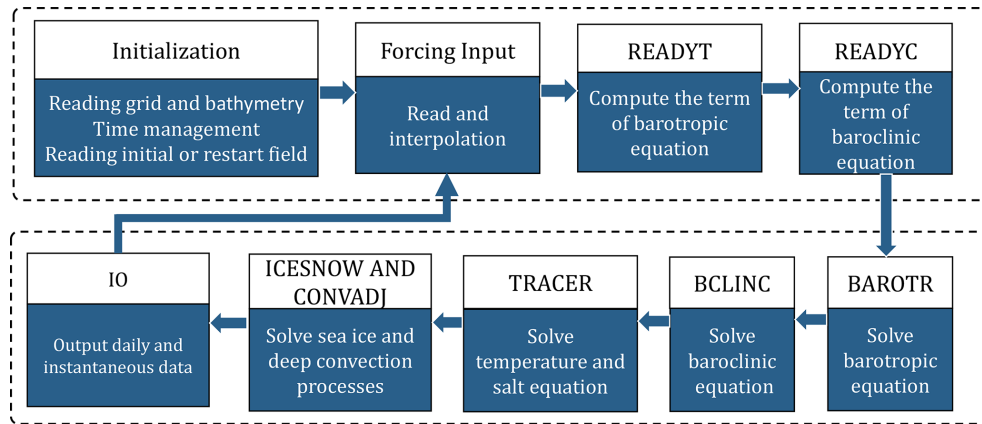 Initialization
Reading grid and bathymetry
Time management
Reading initial or restart field
Forcing Input
Read and
interpolation
READYT
Compute the term
of barotropic
equation
READYC
Compute the
term of
baroclinic
equation
IO
Output daily and
instantaneous data
ICESNOW AND
CONVADJ
Solve sea ice and
deep convection
processes
TRACER
Solve
temperature and
salt equation
BCLINC
Solve
baroclinic
equation
BAROTR
Solve
barotropic
equation